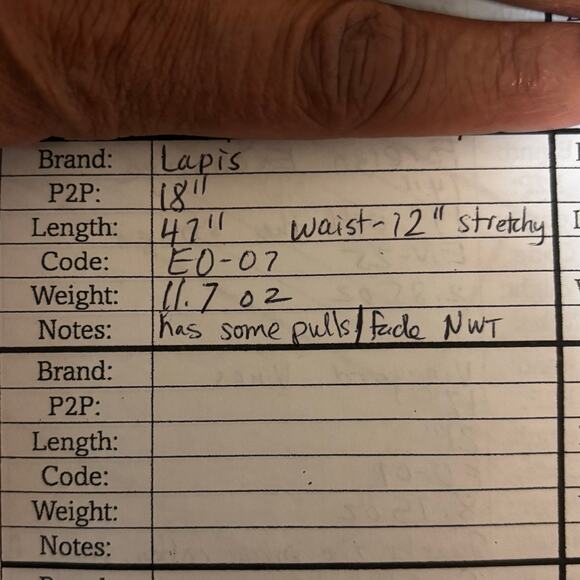 Brand: Lapis
P2P: 18"
Length: 47" Waist-12" stretchy
Code: EO-07
Weight: 11.7 oz
Notes: has some pulls/fade NWT
Brand:
P2P:
Length:
Code:
Weight:
Notes: